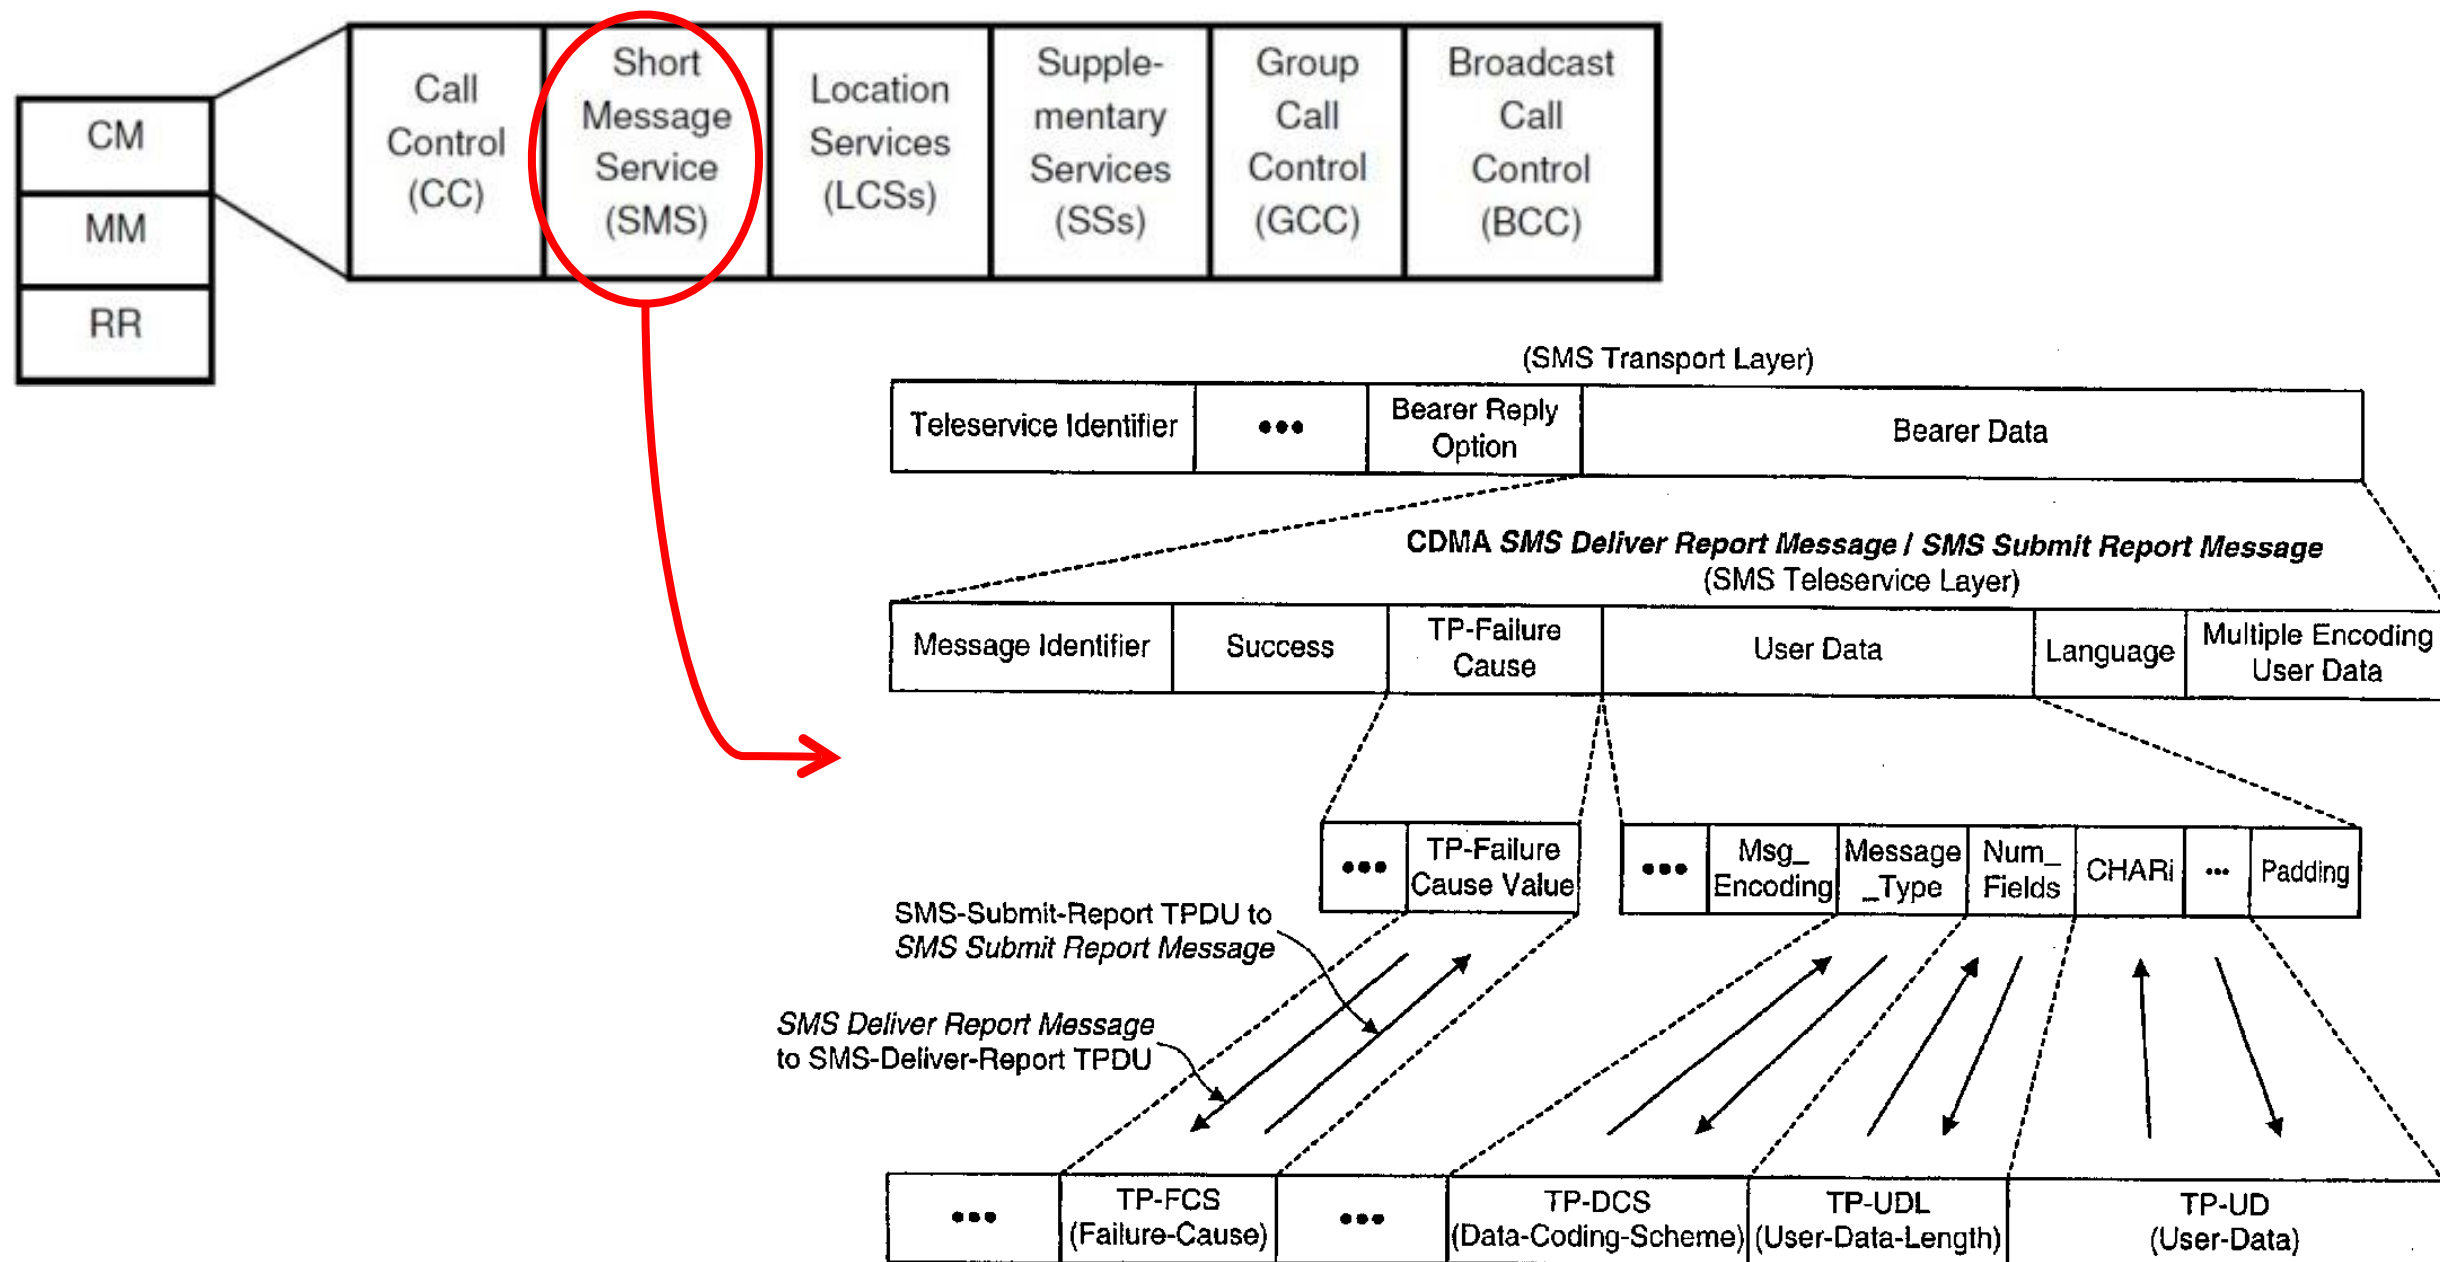 CM
MM
RR
Call
Control
(CC)
Short
Message
Service
(SMS)
Location
Services
(LCSs)
Supple-
mentary
Services
(SSs)
Group
Call
Control
(GCC)
Broadcast
Call
Control
(BCC)
(SMS Transport Layer)
Teleservice Identifier
•••
Bearer Reply
Option
Bearer Data
CDMA SMS Deliver Report Message / SMS Submit Report Message
(SMS Teleservice Layer)
Message Identifier
Success
TP-Failure
Cause
User Data
Language
Multiple Encoding
User Data
•••
TP-Failure
Cause Value
•••
Msg_
Encoding
Message
_Type
Num_
Fields
CHARi
•••
Padding
SMS-Submit-Report TPDU to
SMS Submit Report Message
SMS Deliver Report Message
to SMS-Deliver-Report TPDU
•••
TP-FCS
(Failure-Cause)
•••
TP-DCS
(Data-Coding-Scheme)
TP-UDL
(User-Data-Length)
TP-UD
(User-Data)